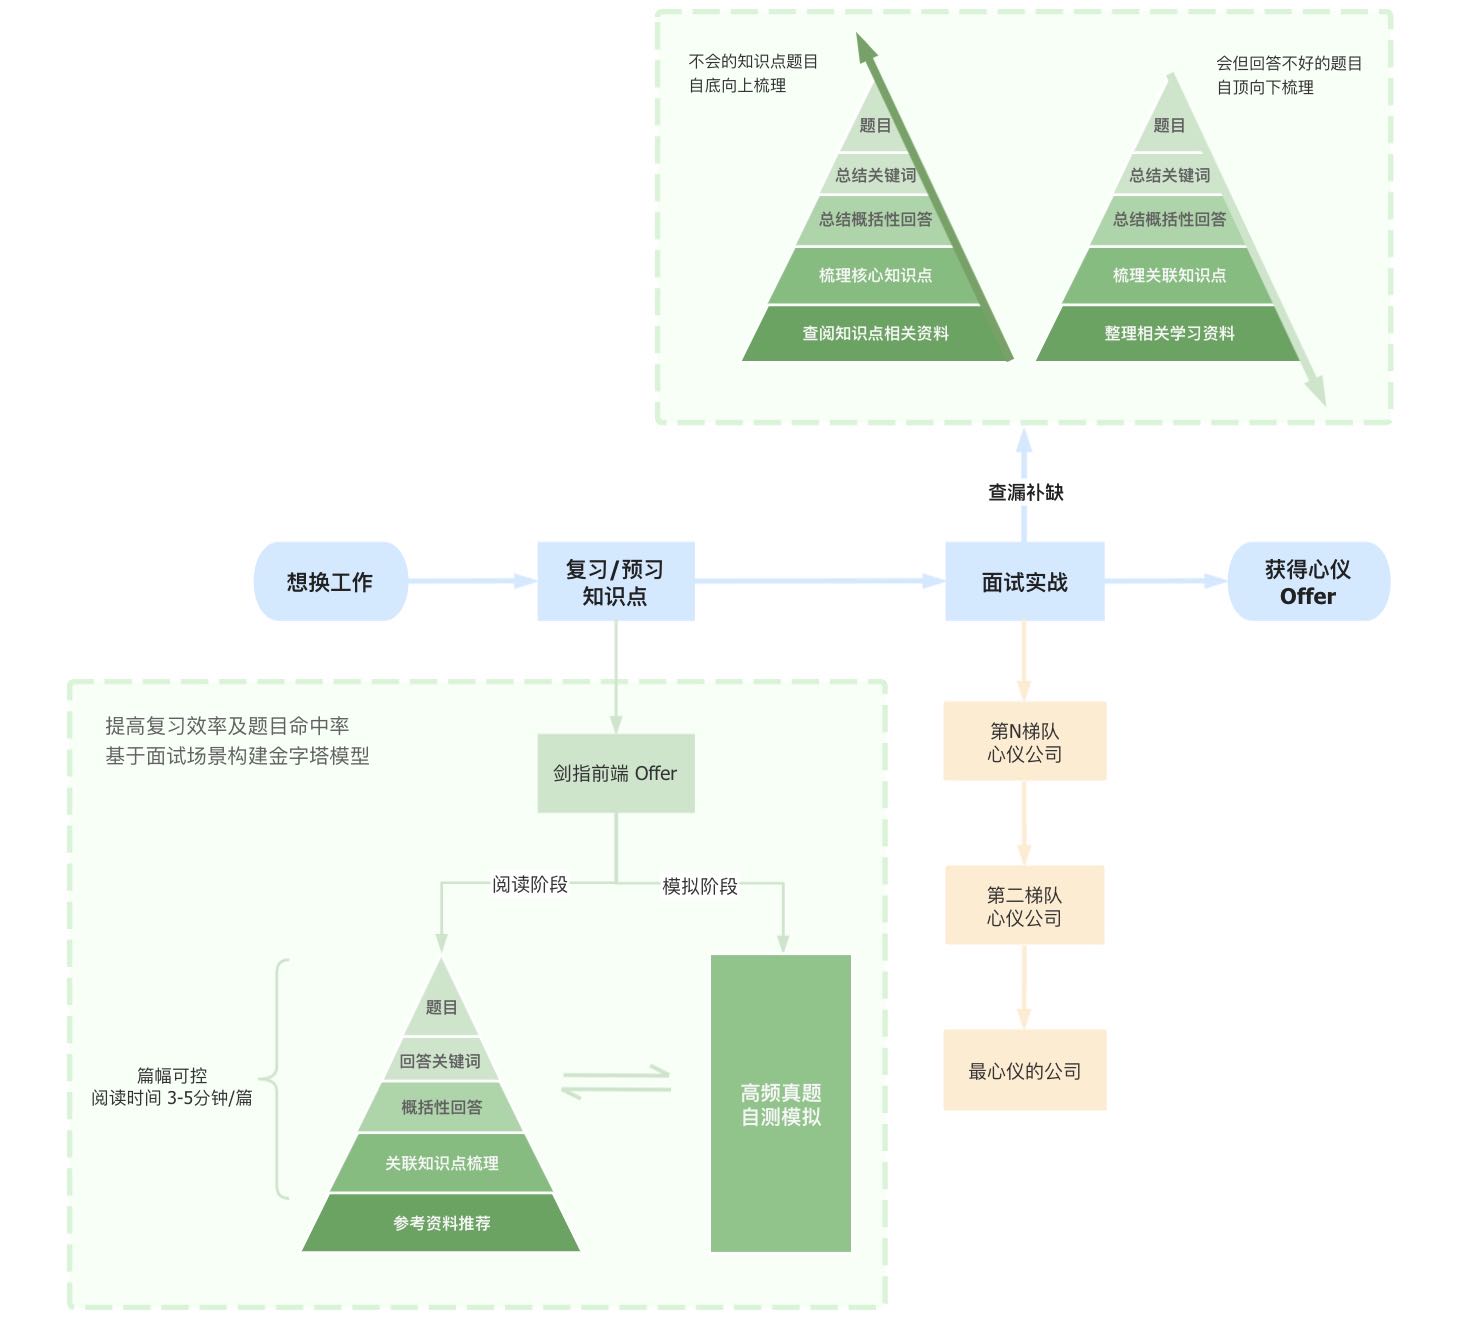 不会的知识点题目
自底向上梳理
会但回答不好的题目
自顶向下梳理
题目
总结关键词
总结概括性回答
梳理核心知识点
查阅知识点相关资料
题目
总结关键词
总结概括性回答
梳理关联知识点
整理相关学习资料
查漏补缺
想换工作
复习/预习
知识点
面试实战
获得心仪
Offer
提高复习效率及题目命中率
基于面试场景构建金字塔模型
剑指前端 Offer
阅读阶段
模拟阶段
题目
回答关键词
概括性回答
关联知识点梳理
参考资料推荐
篇幅可控
阅读时间 3-5分钟/篇
高频真题
自测模拟
第N梯队
心仪公司
第二梯队
心仪公司
最心仪的公司